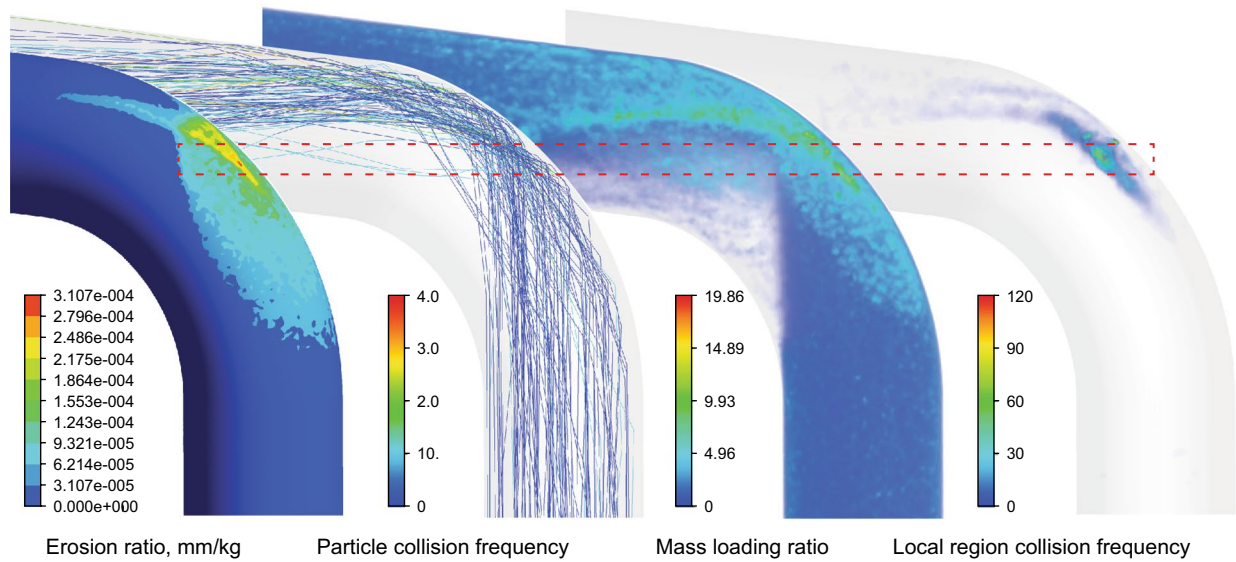 3.107e-004
2.796e-004
2.486e-004
2.175e-004
1.864e-004
1.553e-004
1.243e-004
9.321e-005
6.214e-005
3.107e-005
0.000e+000
4.0
3.0
2.0
10.
0
19.86
14.89
9.93
4.96
0
120
90
60
30
0
Erosion ratio, mm/kg
Particle collision frequency
Mass loading ratio
Local region collision frequency